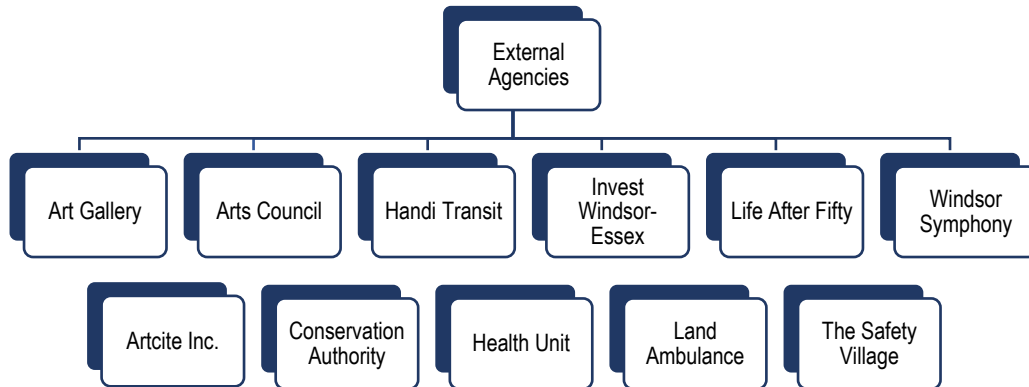 External
Agencies
Art Gallery
Arts Council
Handi Transit
Invest
Windsor-
Essex
Life After Fifty
Windsor
Symphony
Artcite Inc.
Conservation
Authority
Health Unit
Land
Ambulance
The Safety
Village